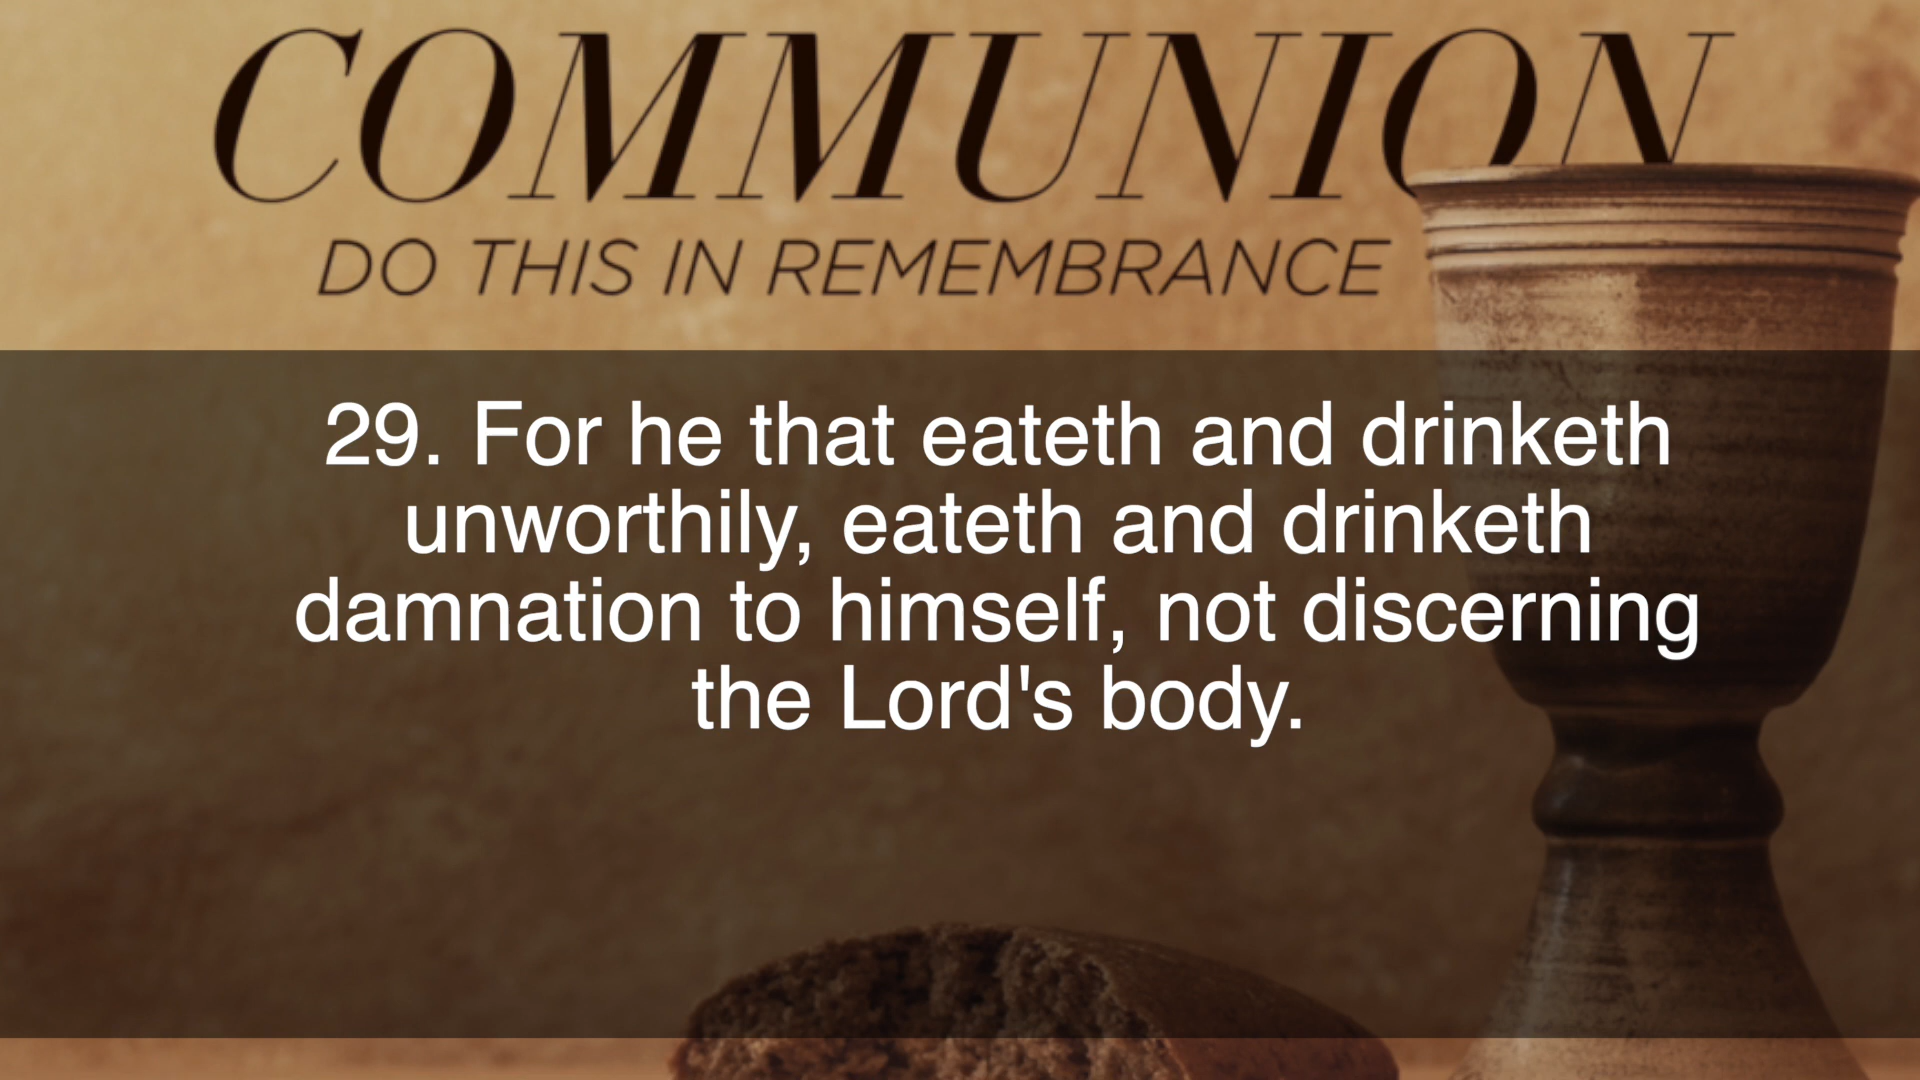 COMMUNION
DO THIS IN REMEMBRANCE
29. For he that eateth and drinketh
unworthily, eateth and drinketh
damnation to himself, not discerning
the Lord's body.